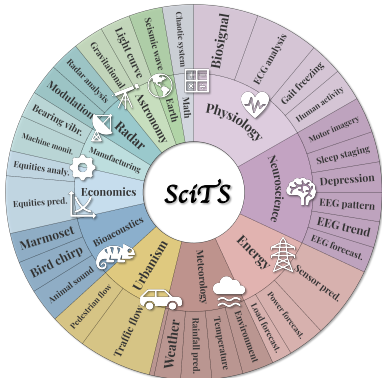 SciTS
Math
Chaotic system
Physiology
Biosignal
ECG analysis
Gait freezing
Human activity
Neuroscience
Motor imagery
Sleep staging
Depression
EEG pattern
EEG trend
EEG forecast.
Energy
Sensor pred.
Power forecast.
Load forecast.
Meteorology
Environment
Temperature
Rainfall pred.
Weather
Urbanism
Traffic flow
Pedestrian flow
Bioacoustics
Animal sound
Bird chirp
Marmoset
Economics
Equities pred.
Equities analy.
Manufacturing
Machine monit.
Bearing vibr.
Radar
Modulation
Radar analysis
Astronomy
Gravitational
Light curve
Earth
Seismic wave